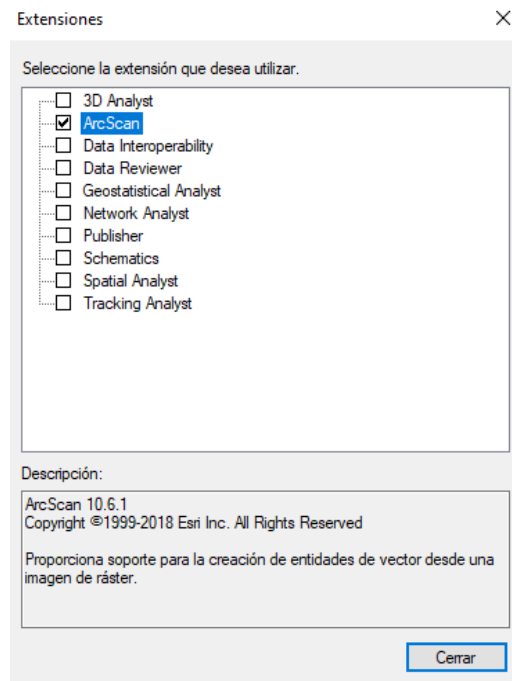 Extensiones
Seleccione la extensión que desea utilizar.
3D Analyst
ArcScan
Data Interoperability
Data Reviewer
Geostatistical Analyst
Network Analyst
Publisher
Schematics
Spatial Analyst
Tracking Analyst
Descripción:
ArcScan 10.6.1
Copyright ©1999-2018 Esri Inc. All Rights Reserved
Proporciona soporte para la creación de entidades de vector desde una
imagen de ráster.
Cerrar